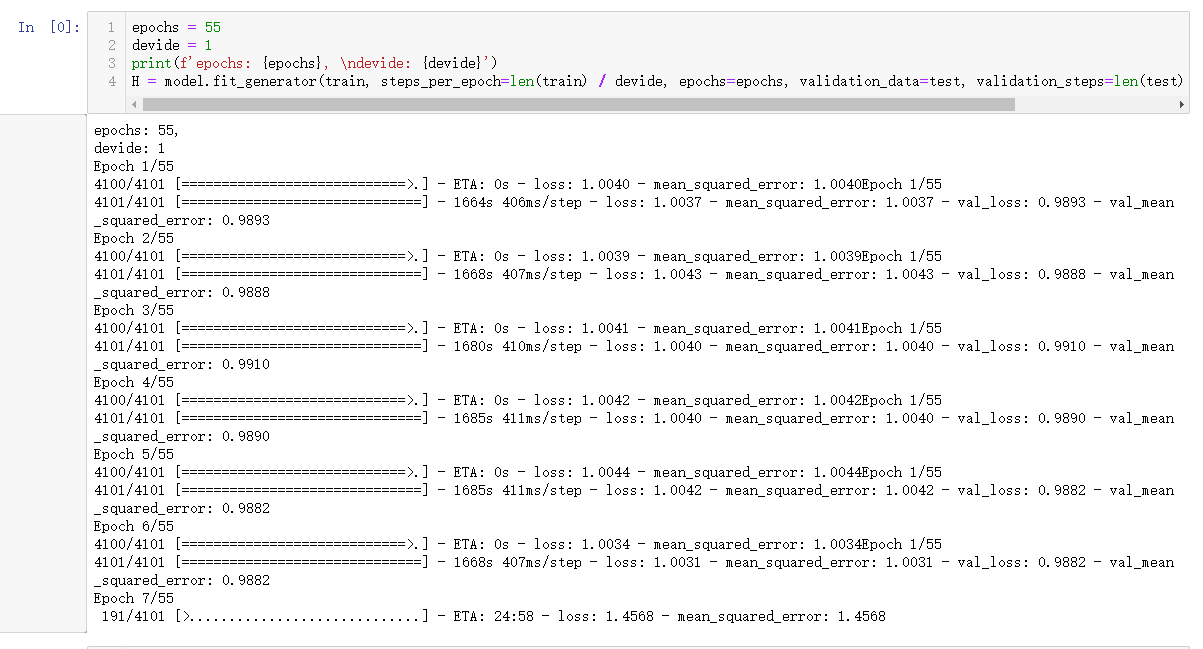 In [0]:
1 epochs = 55
2 devide = 1
3 print(f'epochs: {epochs}, \ndevide: {devide}')
4 H = model.fit_generator(train, steps_per_epoch=len(train) / devide, epochs=epochs, validation_data=test, validation_steps=len(test)
epochs: 55,
devide: 1
Epoch 1/55
4100/4101 [============================>.] - ETA: 0s - loss: 1.0040 - mean_squared_error: 1.0040Epoch 1/55
4101/4101 [==============================] - 1664s 406ms/step - loss: 1.0037 - mean_squared_error: 1.0037 - val_loss: 0.9893 - val_mean
_squared_error: 0.9893
Epoch 2/55
4100/4101 [============================>.] - ETA: 0s - loss: 1.0039 - mean_squared_error: 1.0039Epoch 1/55
4101/4101 [==============================] - 1668s 407ms/step - loss: 1.0043 - mean_squared_error: 1.0043 - val_loss: 0.9888 - val_mean
_squared_error: 0.9888
Epoch 3/55
4100/4101 [============================>.] - ETA: 0s - loss: 1.0041 - mean_squared_error: 1.0041Epoch 1/55
4101/4101 [==============================] - 1680s 410ms/step - loss: 1.0040 - mean_squared_error: 1.0040 - val_loss: 0.9910 - val_mean
_squared_error: 0.9910
Epoch 4/55
4100/4101 [============================>.] - ETA: 0s - loss: 1.0042 - mean_squared_error: 1.0042Epoch 1/55
4101/4101 [==============================] - 1685s 411ms/step - loss: 1.0040 - mean_squared_error: 1.0040 - val_loss: 0.9890 - val_mean
_squared_error: 0.9890
Epoch 5/55
4100/4101 [============================>.] - ETA: 0s - loss: 1.0044 - mean_squared_error: 1.0044Epoch 1/55
4101/4101 [==============================] - 1685s 411ms/step - loss: 1.0042 - mean_squared_error: 1.0042 - val_loss: 0.9882 - val_mean
_squared_error: 0.9882
Epoch 6/55
4100/4101 [============================>.] - ETA: 0s - loss: 1.0034 - mean_squared_error: 1.0034Epoch 1/55
4101/4101 [==============================] - 1668s 407ms/step - loss: 1.0031 - mean_squared_error: 1.0031 - val_loss: 0.9882 - val_mean
_squared_error: 0.9882
Epoch 7/55
191/4101 [>.............................] - ETA: 24:58 - loss: 1.4568 - mean_squared_error: 1.4568